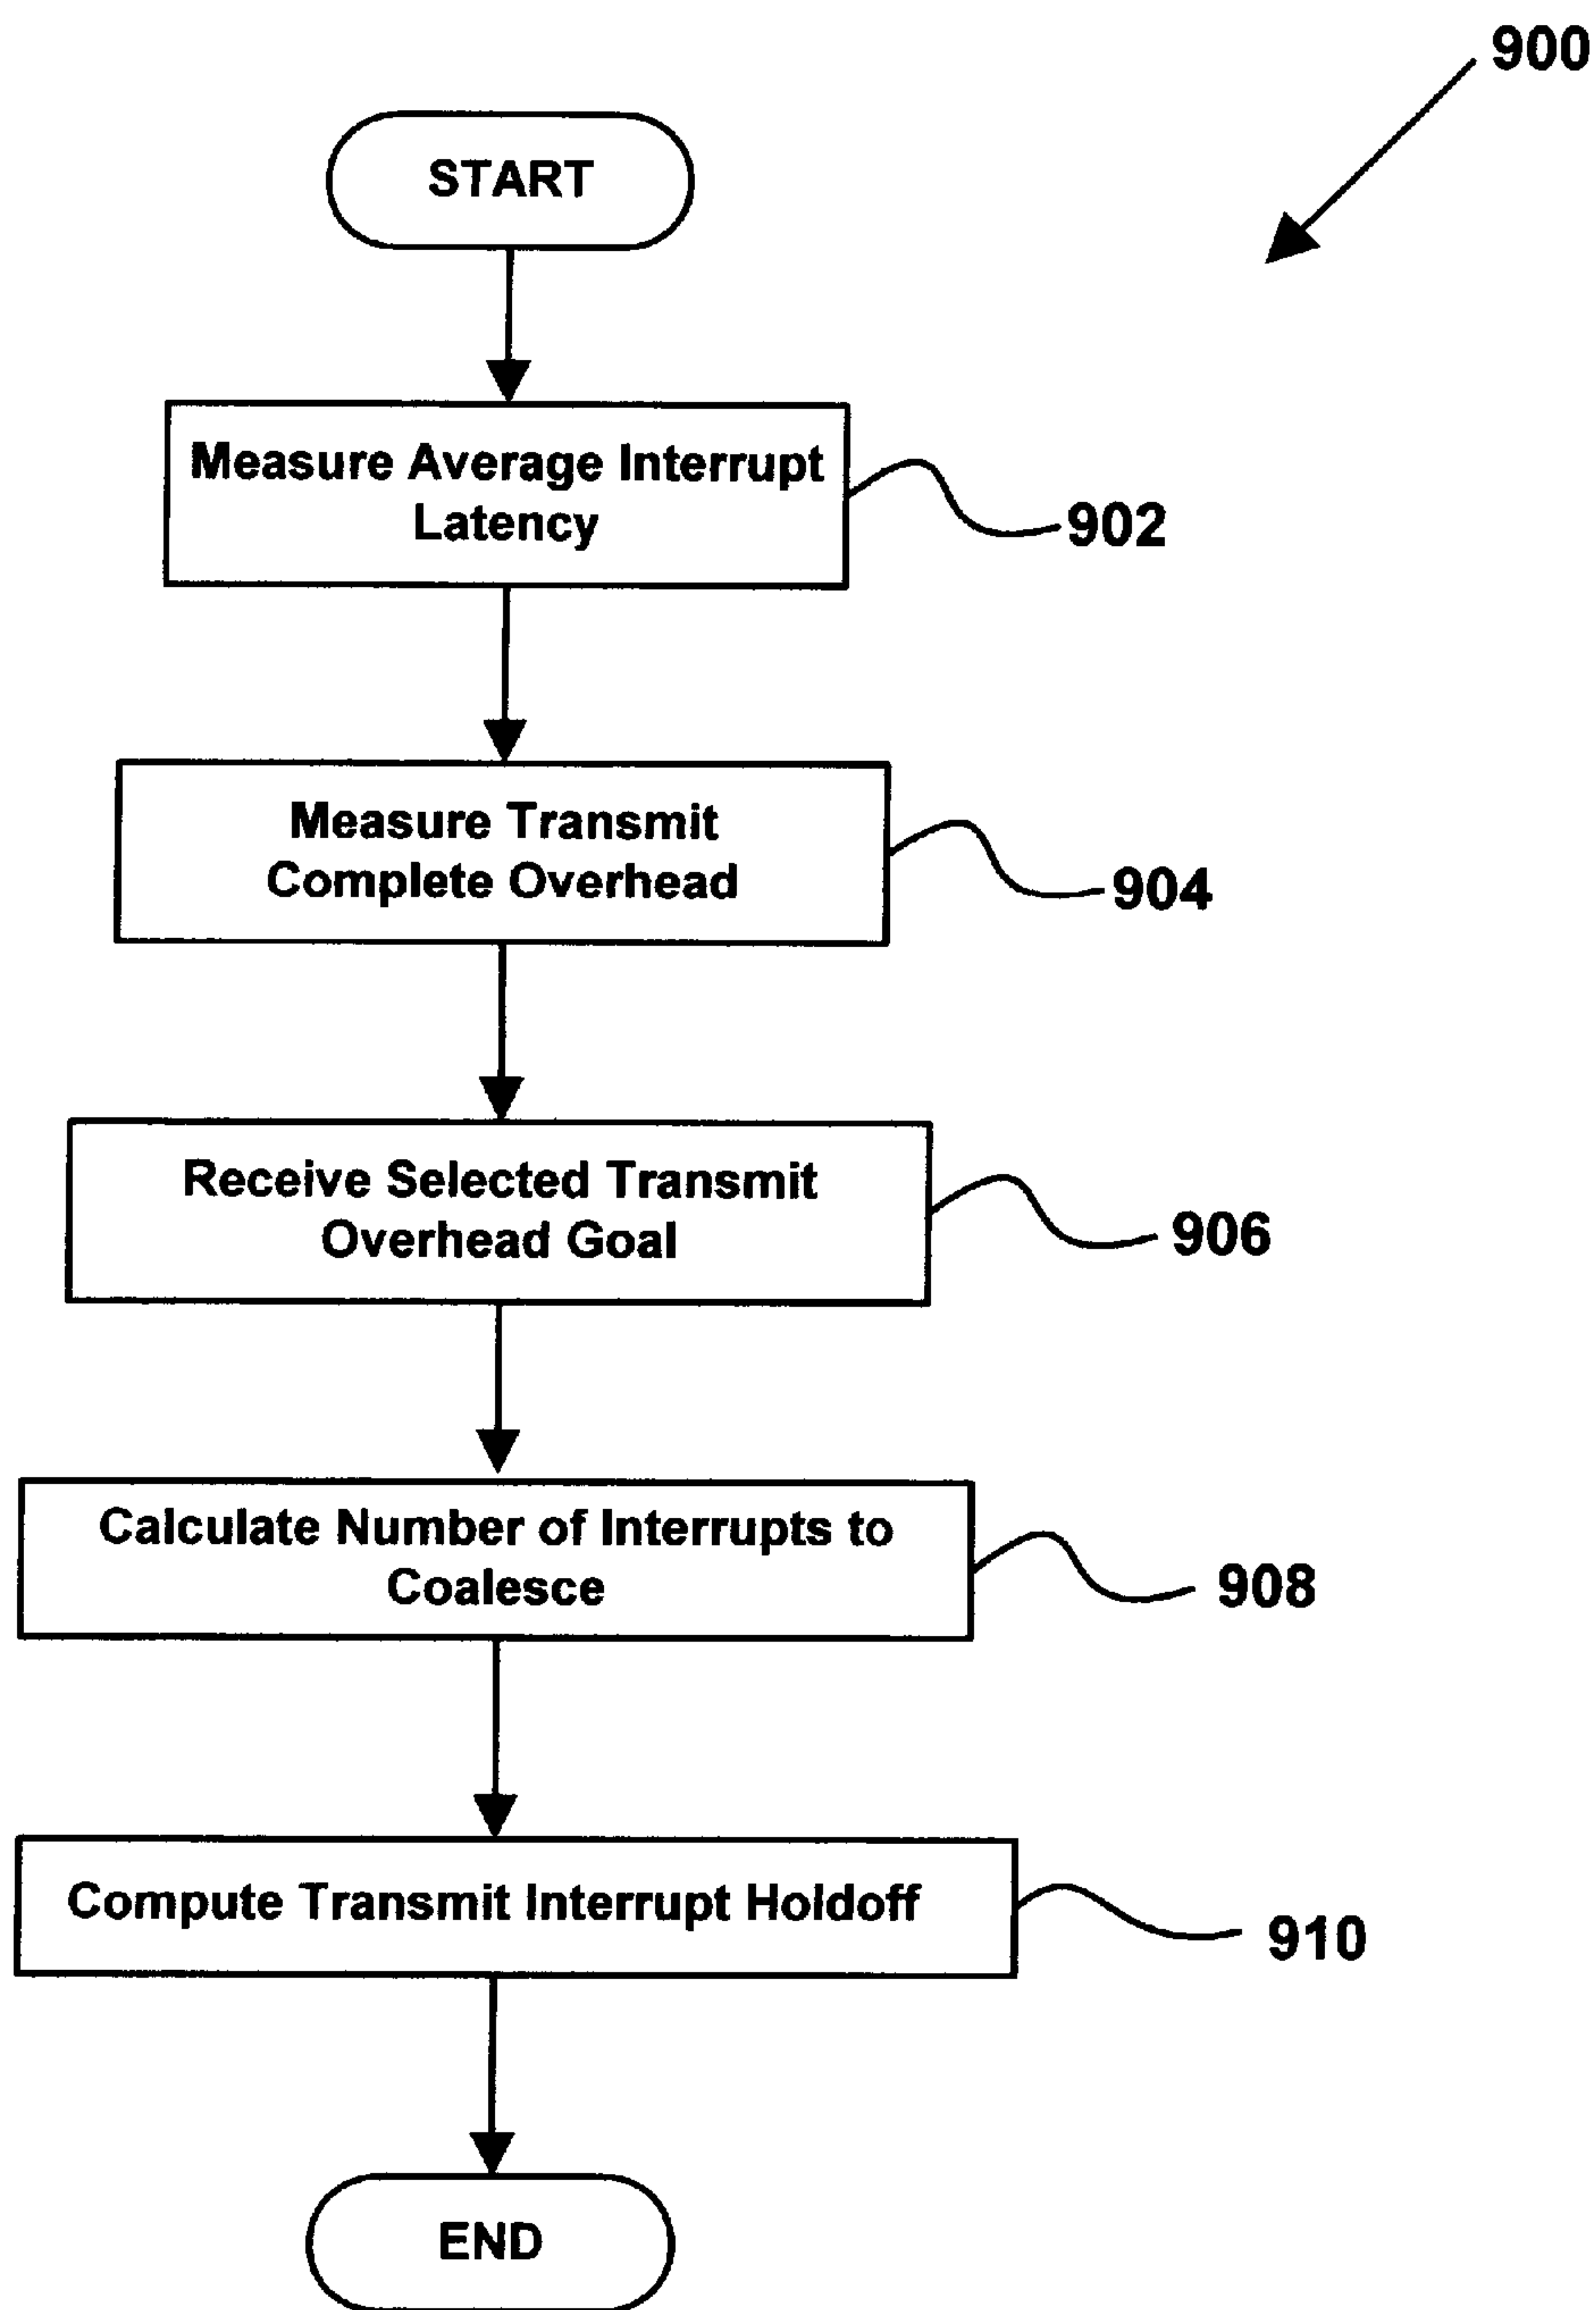 900
START
Measure Average Interrupt
Latency
902
Measure Transmit
Complete Overhead
904
Receive Selected Transmit
Overhead Goal
906
Calculate Number of Interrupts to
Coalesce
908
Compute Transmit Interrupt Holdoff
910
END